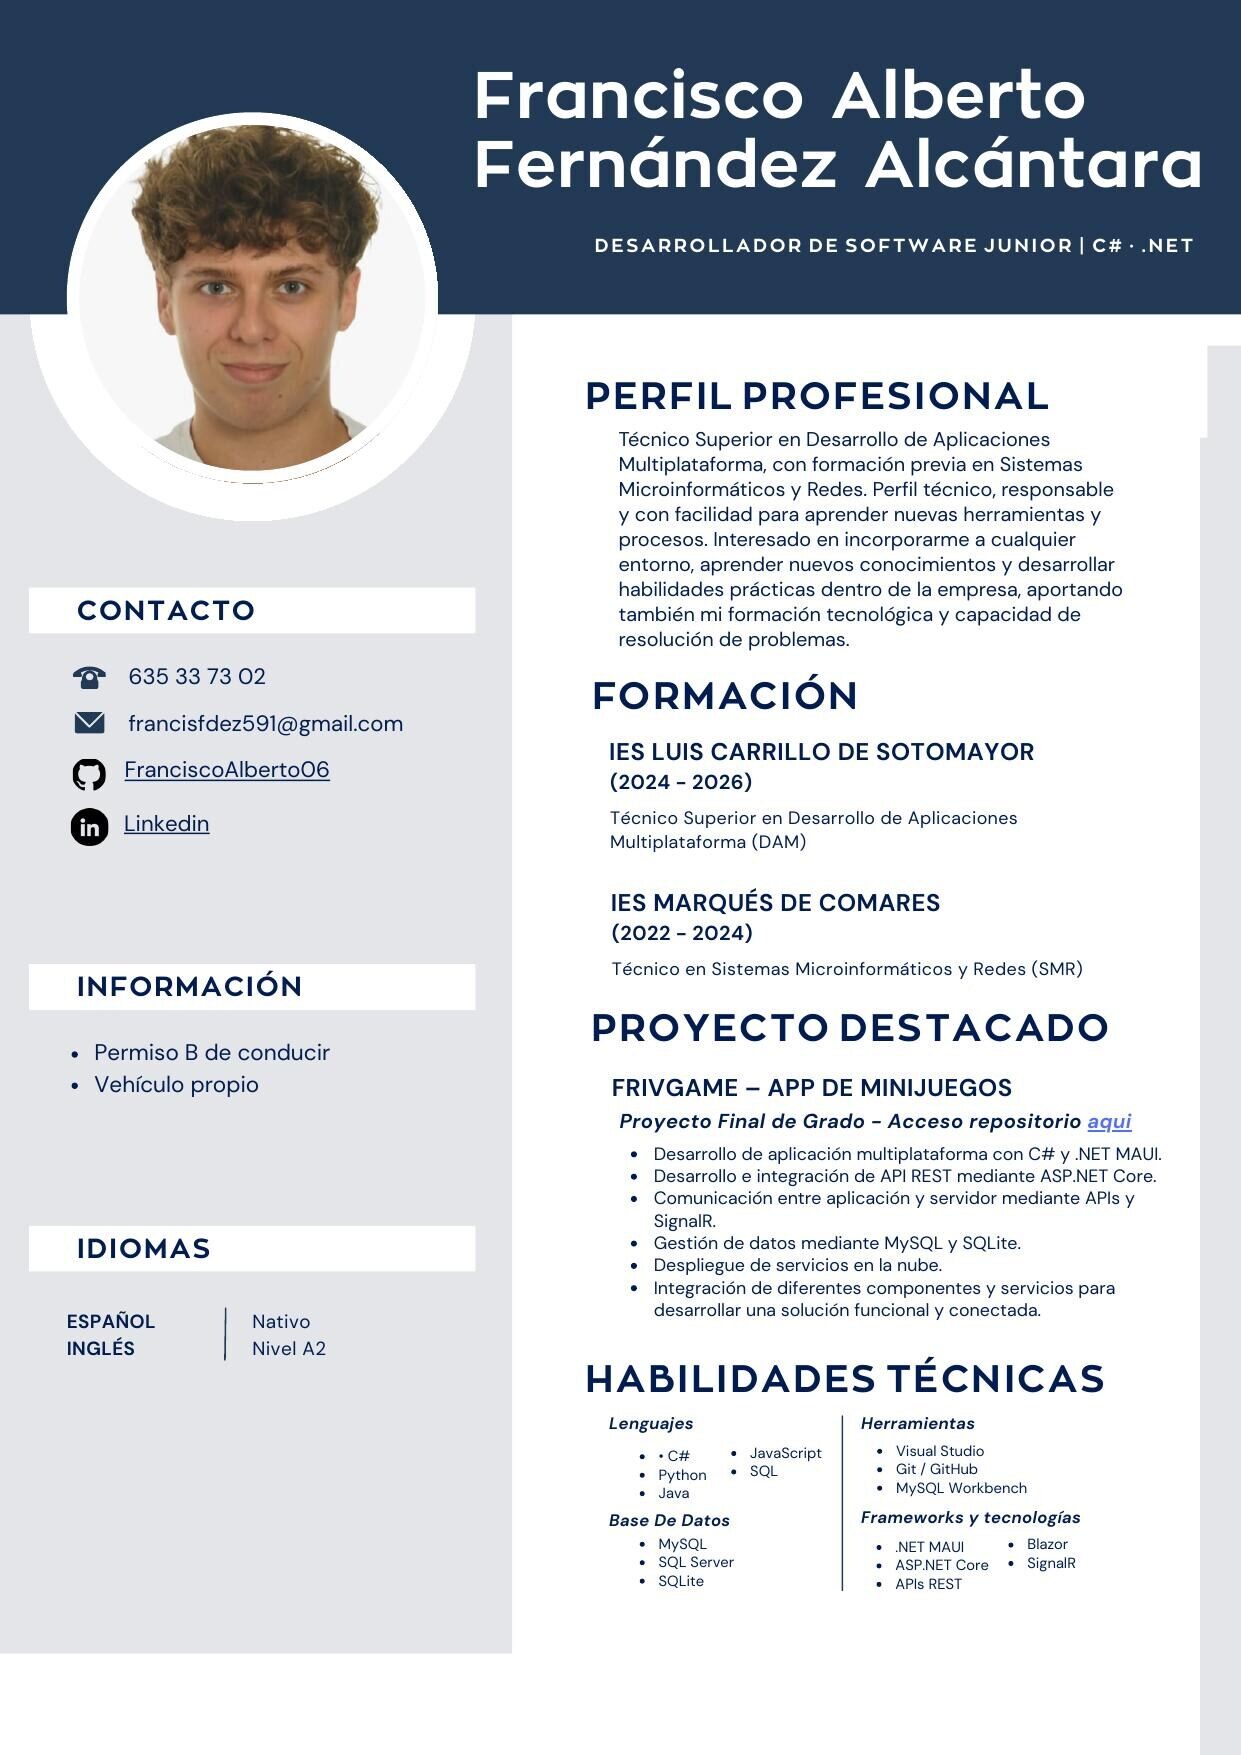 Francisco Alberto
Fernández Alcántara
DESARROLLADOR DE SOFTWARE JUNIOR | C# · .NET
CONTACTO
635 33 73 02
francisfdez591@gmail.com
FranciscoAlberto06
in Linkedin
INFORMACIÓN
• Permiso B de conducir
• Vehículo propio
IDIOMAS
ESPAÑOL Nativo
INGLÉS Nivel A2
PERFIL PROFESIONAL
Técnico Superior en Desarrollo de Aplicaciones
Multiplataforma, con formación previa en Sistemas
Microinformáticos y Redes. Perfil técnico, responsable
y con facilidad para aprender nuevas herramientas y
procesos. Interesado en incorporarme a cualquier
entorno, aprender nuevos conocimientos y desarrollar
habilidades prácticas dentro de la empresa, aportando
también mi formación tecnológica y capacidad de
resolución de problemas.
FORMACIÓN
IES LUIS CARRILLO DE SOTOMAYOR
(2024 - 2026)
Técnico Superior en Desarrollo de Aplicaciones
Multiplataforma (DAM)
IES MARQUÉS DE COMARES
(2022 - 2024)
Técnico en Sistemas Microinformáticos y Redes (SMR)
PROYECTO DESTACADO
FRIVGAME – APP DE MINIJUEGOS
Proyecto Final de Grado - Acceso repositorio aqui
• Desarrollo de aplicación multiplataforma con C# y .NET MAUI.
• Desarrollo e integración de API REST mediante ASP.NET Core.
• Comunicación entre aplicación y servidor mediante APIs y
SignalR.
• Gestión de datos mediante MySQL y SQLite.
• Despliegue de servicios en la nube.
• Integración de diferentes componentes y servicios para
desarrollar una solución funcional y conectada.
HABILIDADES TÉCNICAS
Lenguajes
• • C#
• Python
• Java
• JavaScript
• SQL
Base De Datos
• MySQL
• SQL Server
• SQLite
Herramientas
• Visual Studio
• Git / GitHub
• MySQL Workbench
Frameworks y tecnologías
• .NET MAUI
• ASP.NET Core
• APIs REST
• Blazor
• SignalR